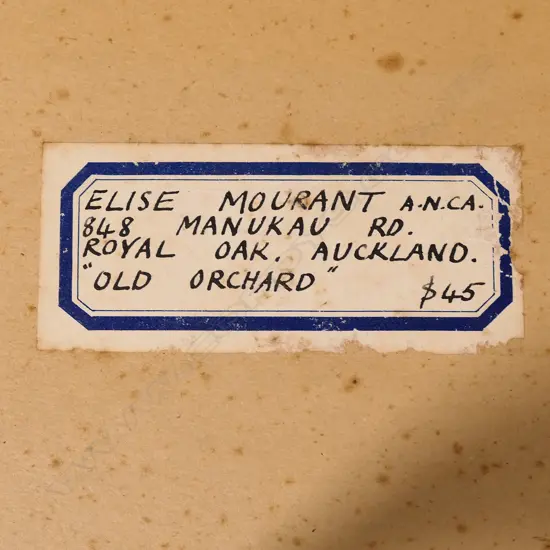 ELISE MOURANT A.N.C.A.
848 MANUKAU RD.
ROYAL OAK. AUCKLAND.
"OLD ORCHARD"
$45